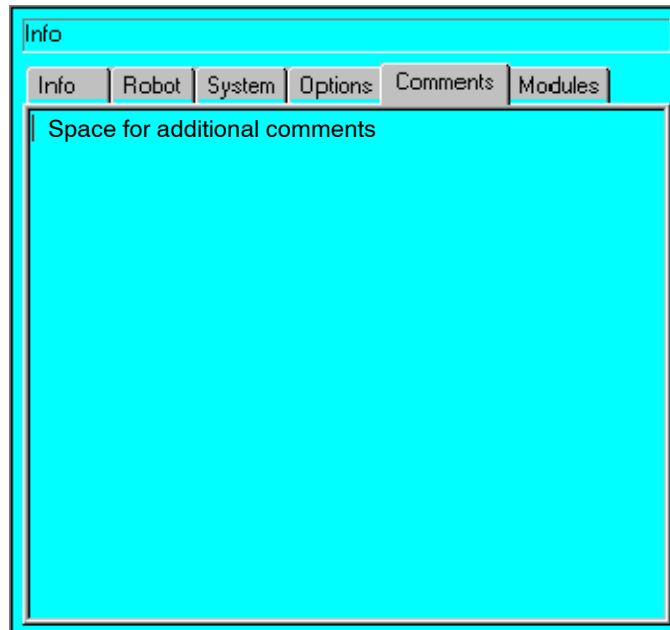 Info
Info Robot System Options Comments Modules
Space for additional comments